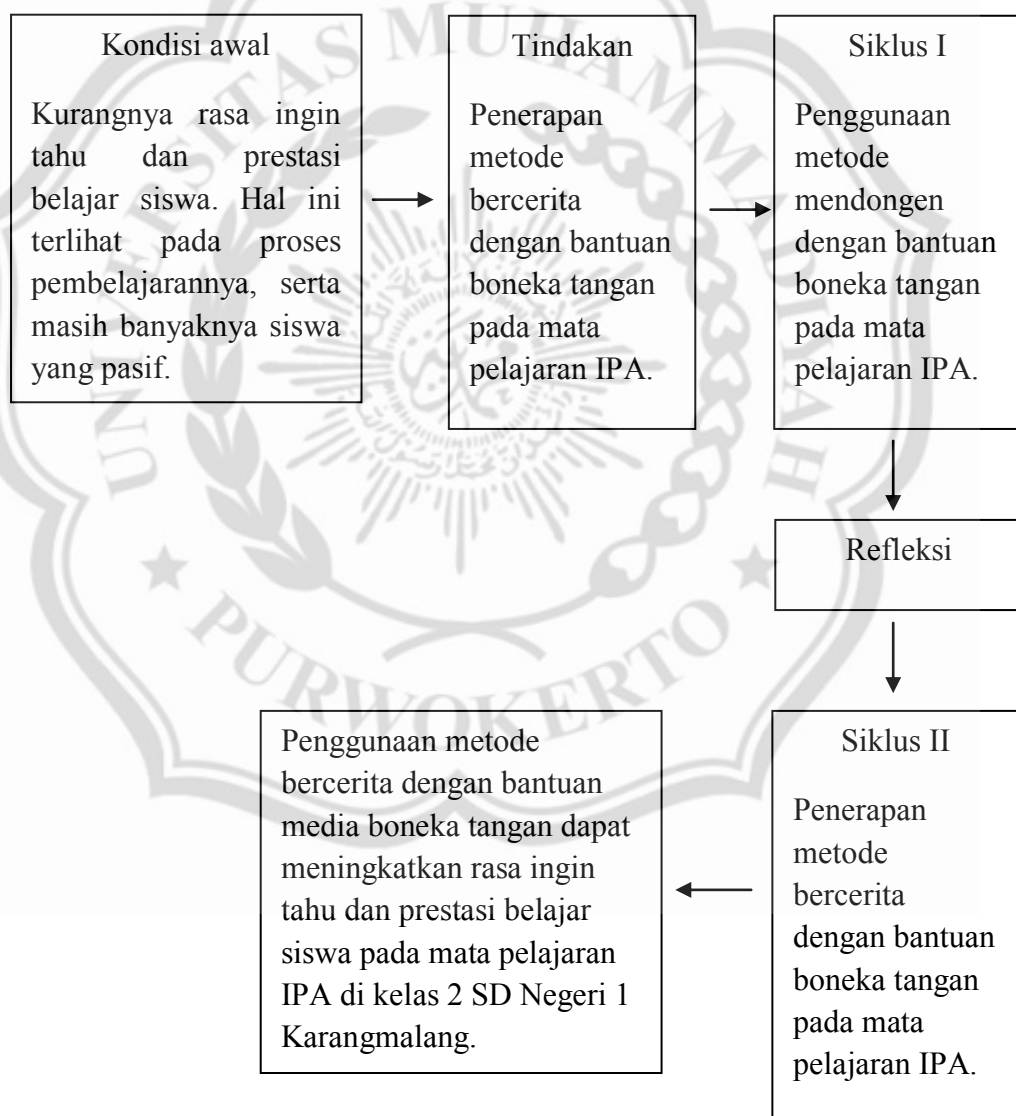 Kondisi awal
Kurangnya rasa ingin
tahu dan prestasi
belajar siswa. Hal ini
terlihat pada proses
pembelajarannya, serta
masih banyaknya siswa
yang pasif.
Tindakan
Penerapan
metode
bercerita
dengan bantuan
boneka tangan
pada mata
pelajaran IPA.
Siklus I
Penggunaan
metode
mendongen
dengan bantuan
boneka tangan
pada mata
pelajaran IPA.
Refleksi
Siklus II
Penerapan
metode
bercerita
dengan bantuan
boneka tangan
pada mata
pelajaran IPA.
Penggunaan metode
bercerita dengan bantuan
media boneka tangan dapat
meningkatkan rasa ingin
tahu dan prestasi belajar
siswa pada mata pelajaran
IPA di kelas 2 SD Negeri 1
Karangmalang.
UNIVERSITAS MUHAMMADIYAH
PURWOKERTO